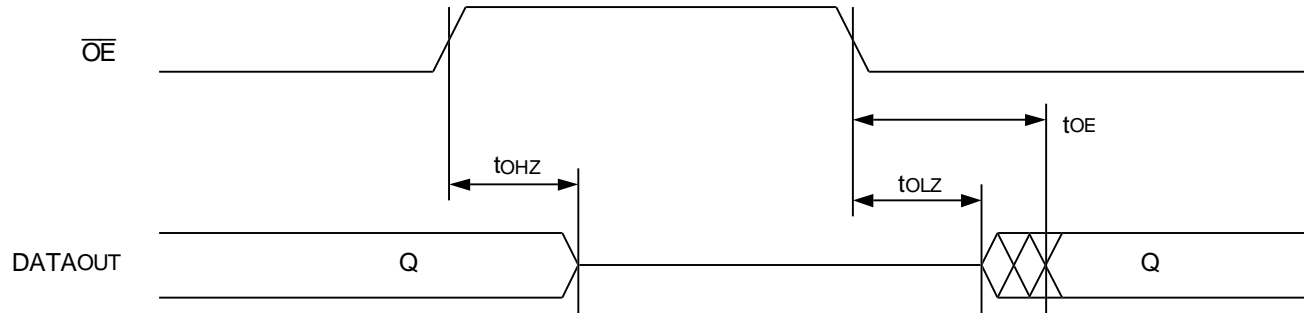 OE
tOE
tOHZ
tOLZ
DATAOUT
Q
Q